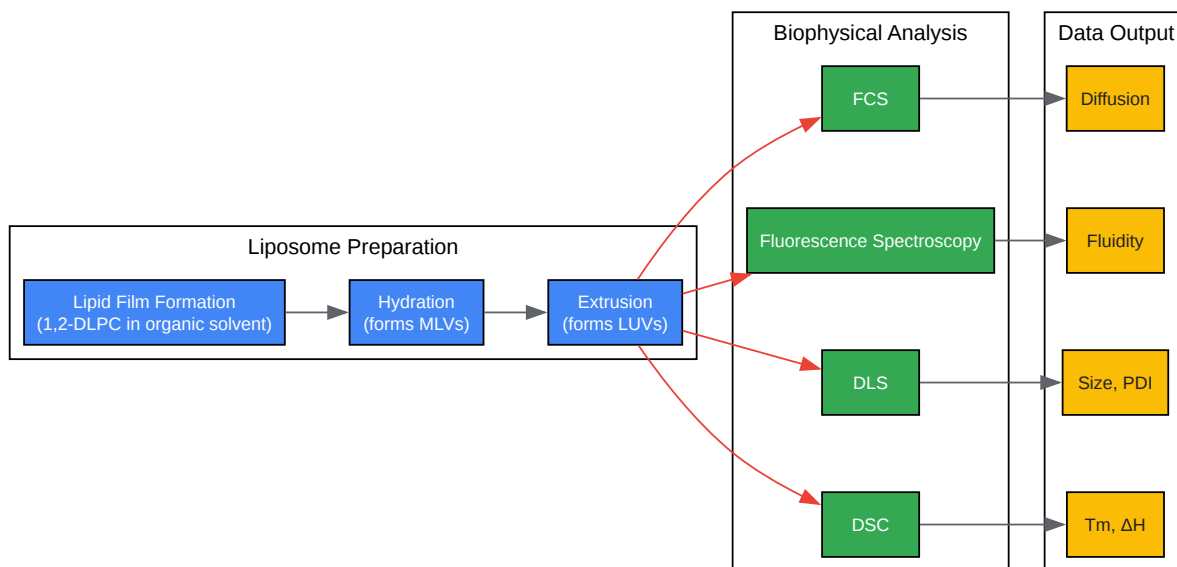 Liposome Preparation
Lipid Film Formation
(1,2-DLPC in organic solvent)
Hydration
(forms MLVs)
Extrusion
(forms LUVs)
Biophysical Analysis
FCS
Fluorescence Spectroscopy
DLS
DSC
Data Output
Diffusion
Fluidity
Size, PDI
Tm, ΔH